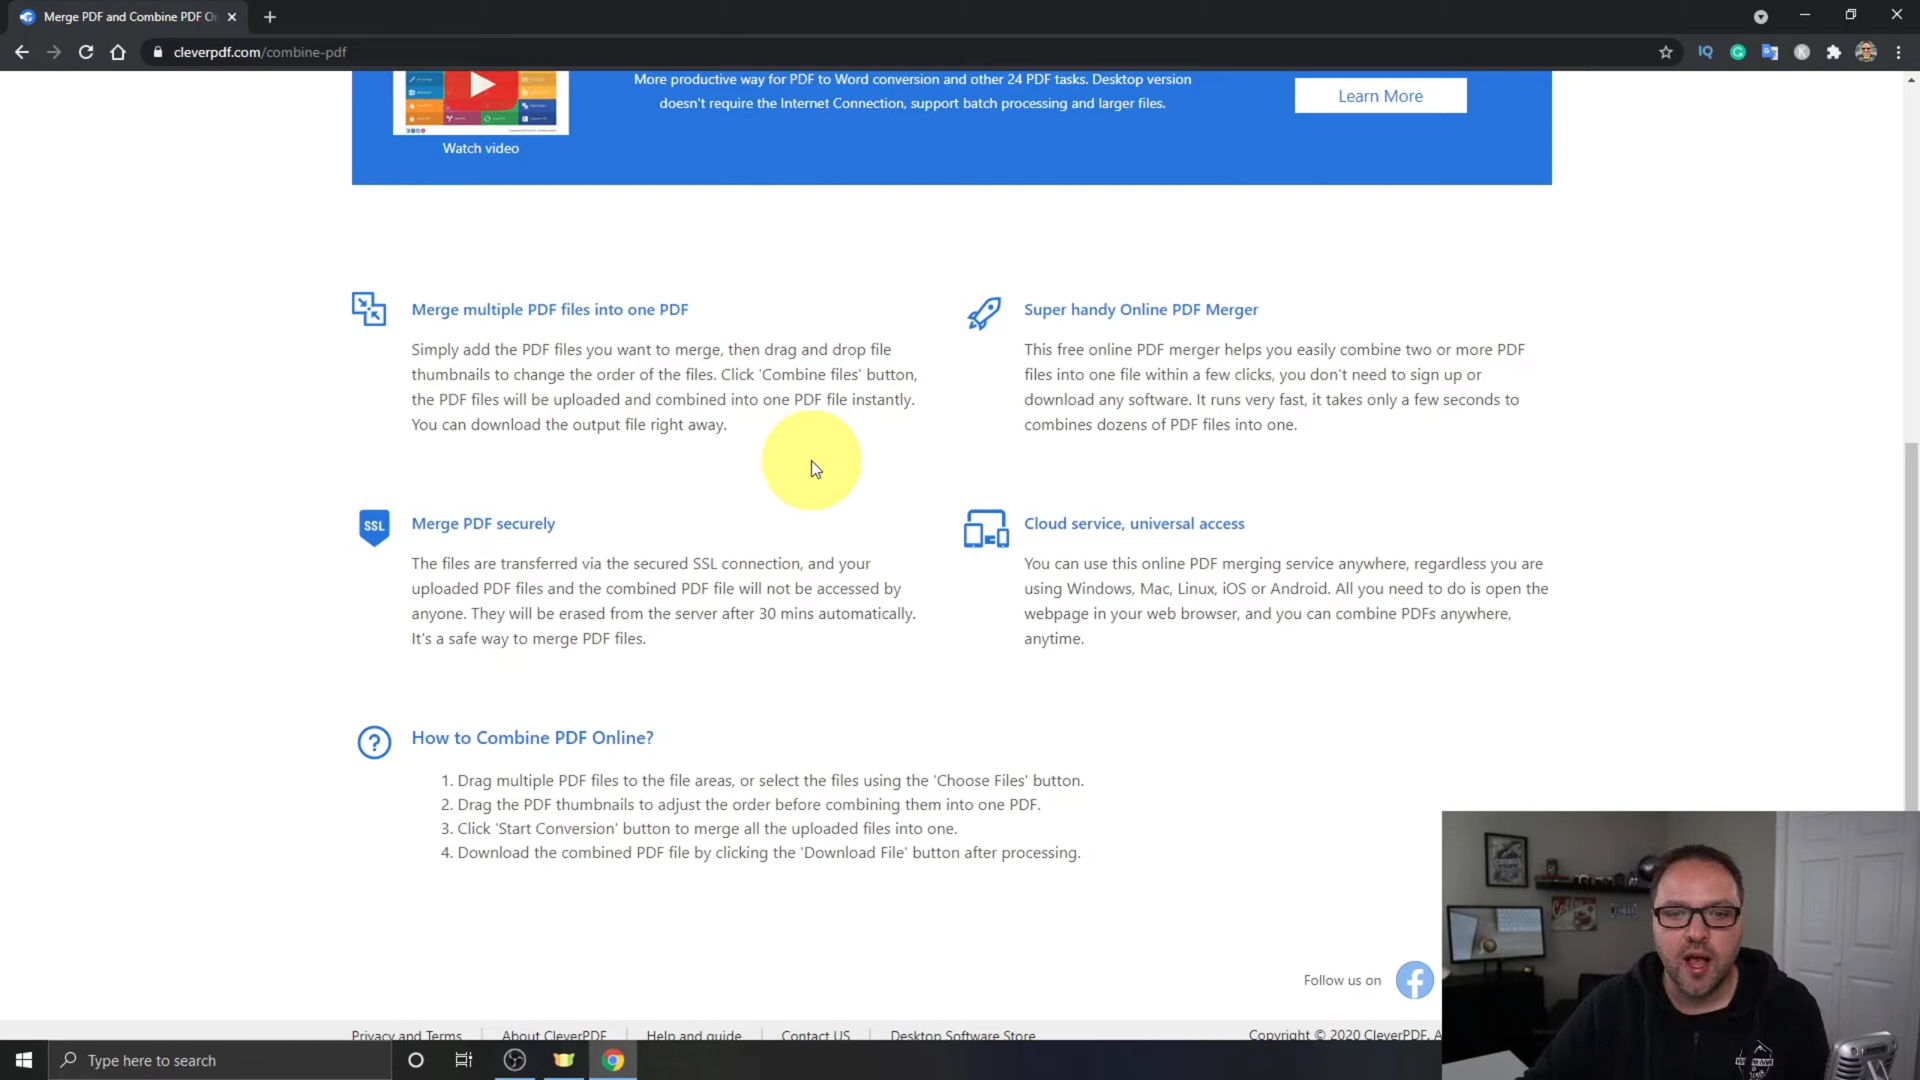 Merge PDF and Combine PDF On
cleverpdf.com/combine-pdf
More productive way for PDF to Word conversion and other 24 PDF tasks. Desktop version
doesn't require the Internet Connection, support batch processing and larger files.
Learn More
Watch video
Merge multiple PDF files into one PDF
Simply add the PDF files you want to merge, then drag and drop file
thumbnails to change the order of the files. Click 'Combine files' button,
the PDF files will be uploaded and combined into one PDF file instantly.
You can download the output file right away.
Super handy Online PDF Merger
This free online PDF merger helps you easily combine two or more PDF
files into one file within a few clicks, you don't need to sign up or
download any software. It runs very fast, it takes only a few seconds to
combines dozens of PDF files into one.
SSL
Merge PDF securely
The files are transferred via the secured SSL connection, and your
uploaded PDF files and the combined PDF file will not be accessed by
anyone. They will be erased from the server after 30 mins automatically.
It's a safe way to merge PDF files.
Cloud service, universal access
You can use this online PDF merging service anywhere, regardless you are
using Windows, Mac, Linux, iOS or Android. All you need to do is open the
webpage in your web browser, and you can combine PDFs anywhere,
anytime.
How to Combine PDF Online?
1. Drag multiple PDF files to the file areas, or select the files using the 'Choose Files' button.
2. Drag the PDF thumbnails to adjust the order before combining them into one PDF.
3. Click 'Start Conversion' button to merge all the uploaded files into one.
4. Download the combined PDF file by clicking the 'Download File' button after processing.
Follow us on
Privacy and Terms
About CleverPDF
Help and guide
Contact US
Desktop Software Store
Copyright © 2020 CleverPDF, A
Type here to search
Coffee